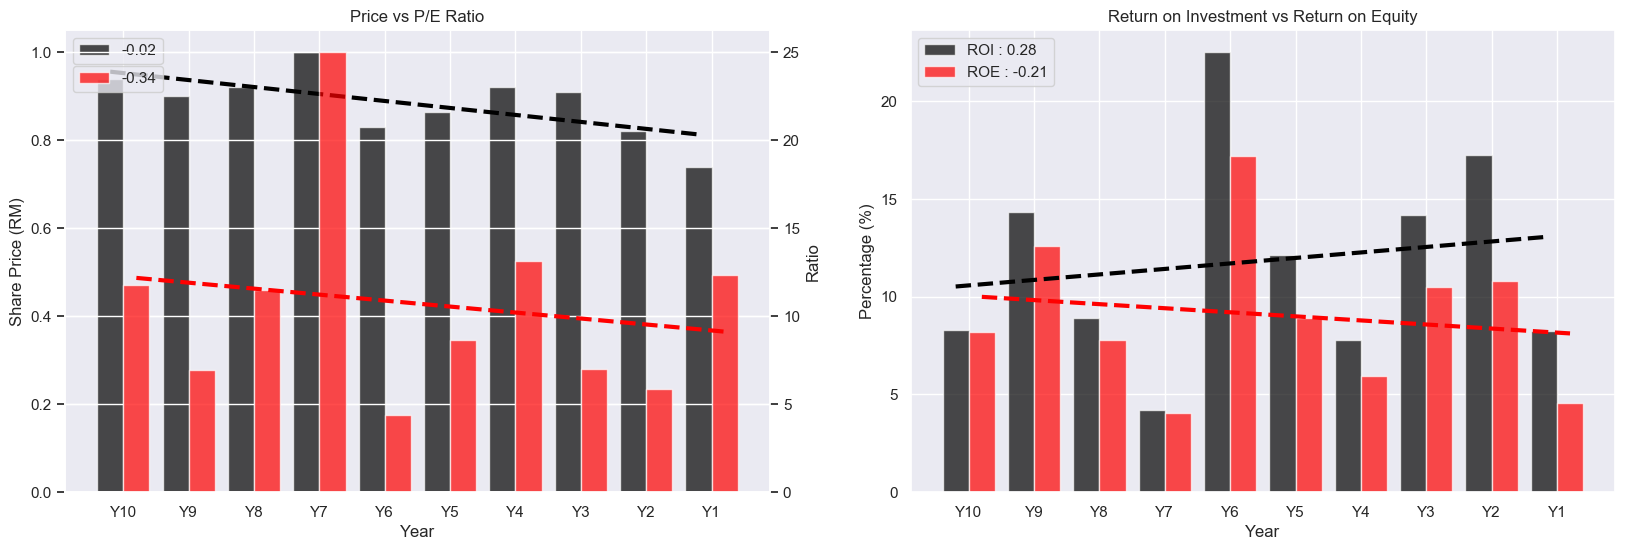 Price vs P/E Ratio
-0.02
-0.34
Share Price (RM)
1.0
0.8
0.6
0.4
0.2
0.0
25
20
15
10
5
0
Ratio
Y10 Y9 Y8 Y7 Y6 Y5 Y4 Y3 Y2 Y1
Year
Return on Investment vs Return on Equity
ROI : 0.28
ROE : -0.21
Percentage (%)
20
15
10
5
0
Y10 Y9 Y8 Y7 Y6 Y5 Y4 Y3 Y2 Y1
Year